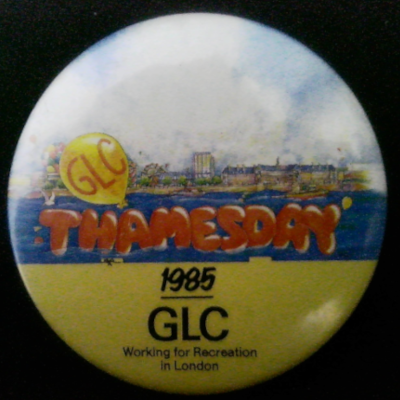 GLC
THAMESDAY
1985
GLC
Working for Recreation
in London